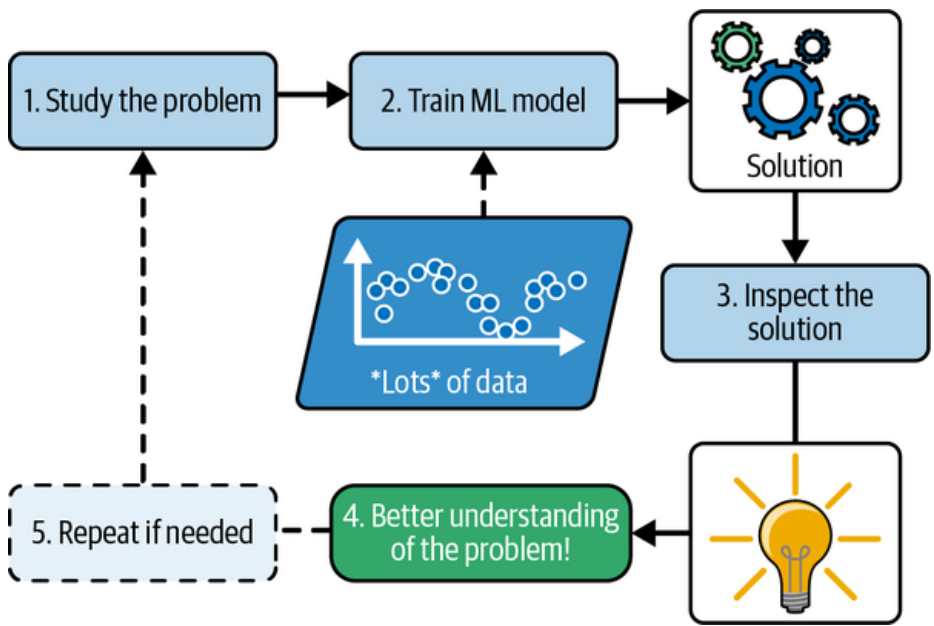 1. Study the problem
2. Train ML model
Solution
*Lots* of data
3. Inspect the
solution
4. Better understanding
of the problem!
5. Repeat if needed